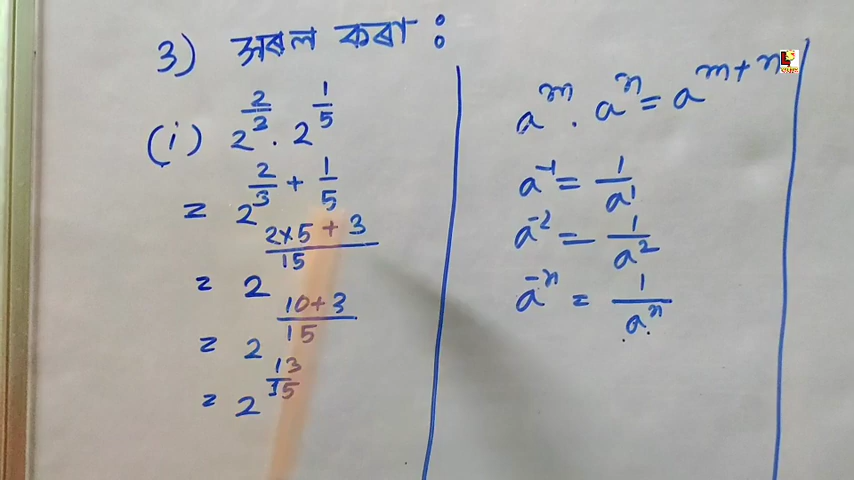 3) সৰল কৰা :
(i) 2^(2/3) . 2^(1/5)
= 2^(2/3 + 1/5)
= 2^((2×5 + 3)/15)
= 2^((10+3)/15)
= 2^(13/15)
a^m . a^n = a^(m+n)
a^-1 = 1/a^1
a^-2 = 1/a^2
a^-n = 1/a^n
LS